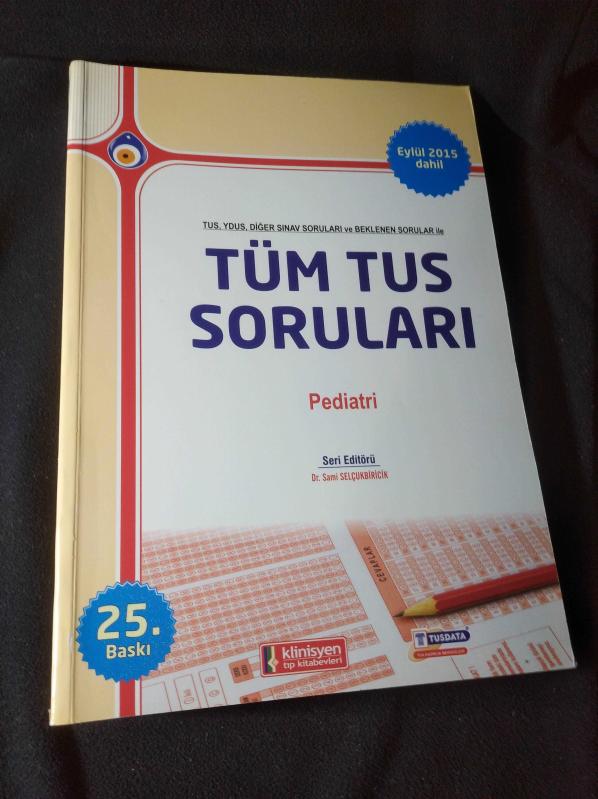 Eylül 2015
dahil
TUS, YDUS, DİĞER SINAV SORULARI ve BEKLENEN SORULAR ile
TÜM TUS
SORULARI
Pediatri
Seri Editörü
Dr. Sami SELÇUKBİRİCİK
CEVAPLAR
25.
Baskı
klinisyen
tıp kitabevleri
TUSDATA